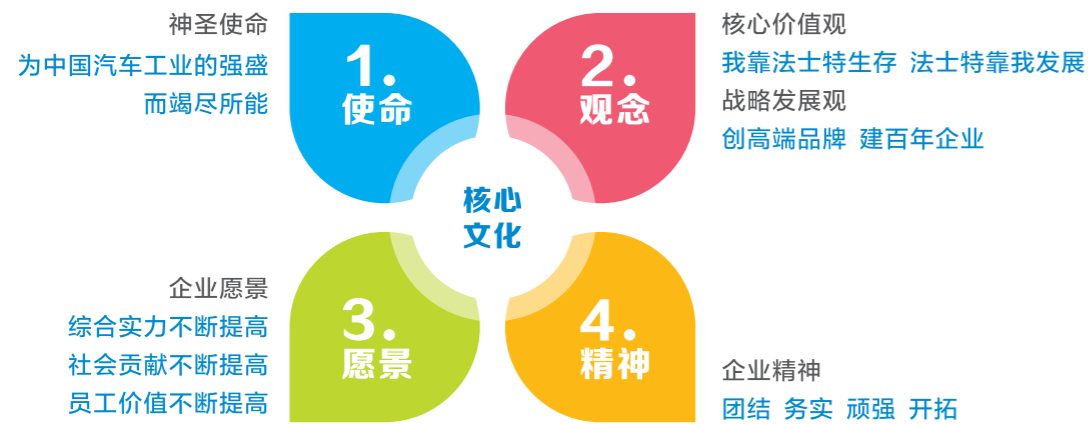 神圣使命
为中国汽车工业的强盛
而竭尽所能
1.
使命
2.
观念
核心价值观
我靠法士特生存 法士特靠我发展
战略发展观
创高端品牌 建百年企业
核心
文化
企业愿景
综合实力不断提高
社会贡献不断提高
员工价值不断提高
3.
愿景
4.
精神
企业精神
团结 务实 顽强 开拓